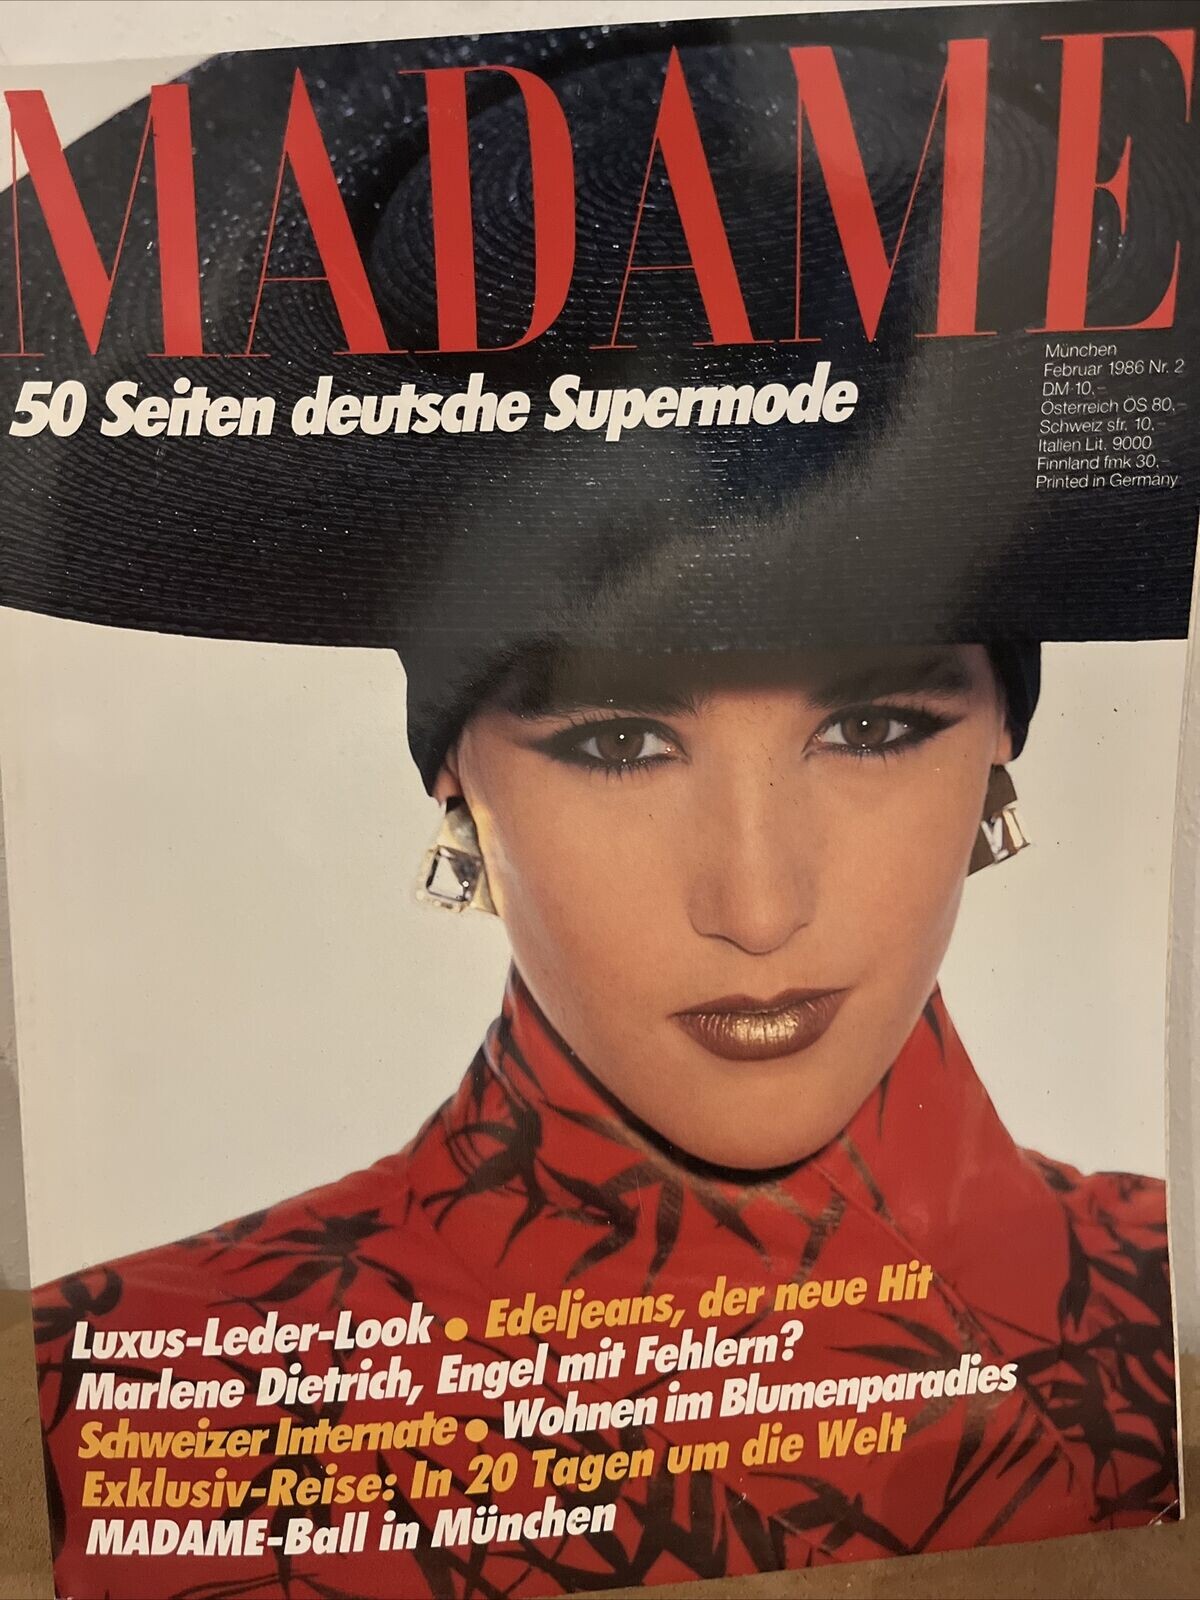 MADAME
50 Seiten deutsche Supermode
München
Februar 1986 Nr. 2
DM 10,–
Österreich ÖS 80,–
Schweiz sfr. 10,–
Italien Lit. 9000
Finnland fmk 30,–
Printed in Germany
Luxus-Leder-Look • Edeljeans, der neue Hit
Marlene Dietrich, Engel mit Fehlern?
Schweizer Internate • Wohnen im Blumenparadies
Exklusiv-Reise: In 20 Tagen um die Welt
MADAME-Ball in München